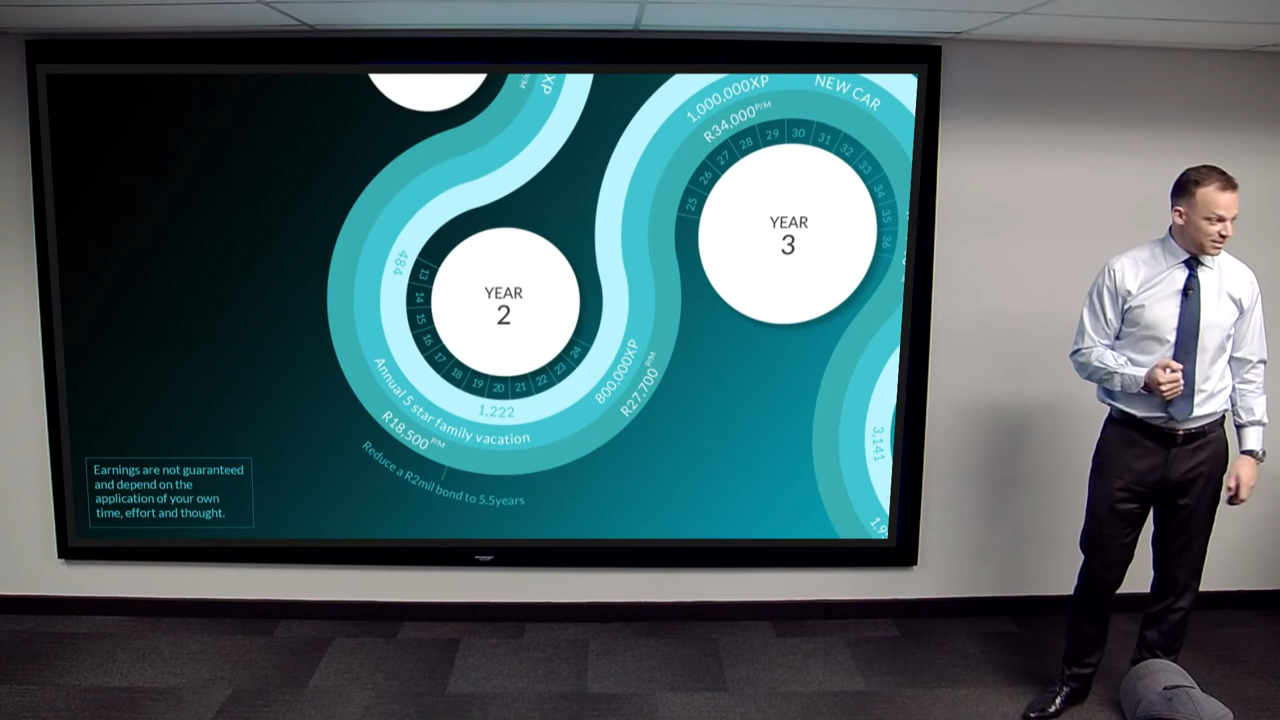 P/M
XP
484
YEAR
2
13
14
15
16
17
18
19
20
21
22
23
24
1,222
Annual 5 star family vacation
R18,500 P/M
Reduce a R2mil bond to 5.5years
800,000XP
R27,700 P/M
1,000,000XP
R34,000 P/M
NEW CAR
25
26
27
28
29
30
31
32
33
34
35
36
YEAR
3
3,141
Earnings are not guaranteed
and depend on the
application of your own
time, effort and thought.